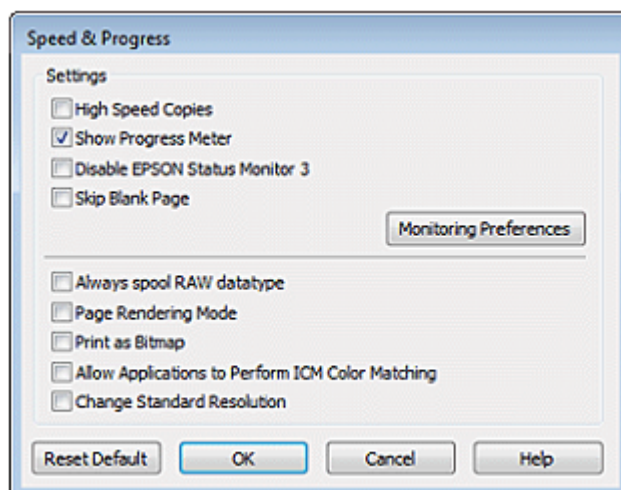 Speed & Progress
Settings
High Speed Copies
Show Progress Meter
Disable EPSON Status Monitor 3
Skip Blank Page
Monitoring Preferences
Always spool RAW datatype
Page Rendering Mode
Print as Bitmap
Allow Applications to Perform ICM Color Matching
Change Standard Resolution
Reset Default OK Cancel Help